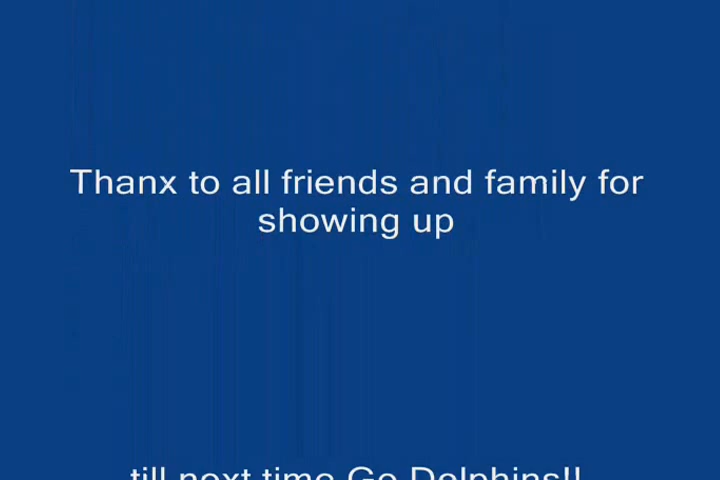 Thanx to all friends and family for
showing up
till next time Go Dolphins!!